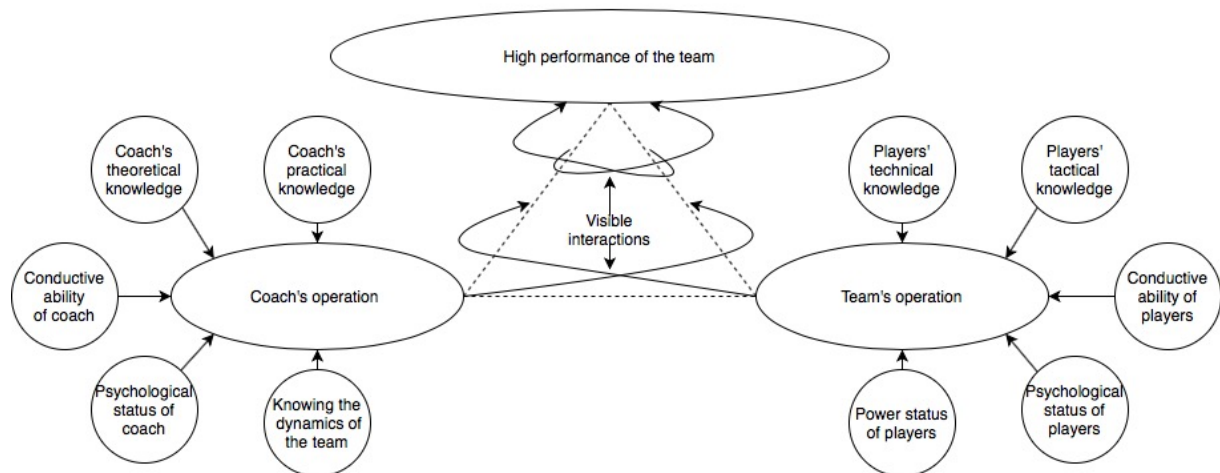 High performance of the team
Coach's
theoretical
knowledge
Coach's
practical
knowledge
Players'
technical
knowledge
Players'
tactical
knowledge
Visible
interactions
Conductive
ability
of coach
Coach's operation
Team's operation
Conductive
ability of
players
Psychological
status of
coach
Knowing the
dynamics of
the team
Power status
of players
Psychological
status of
players